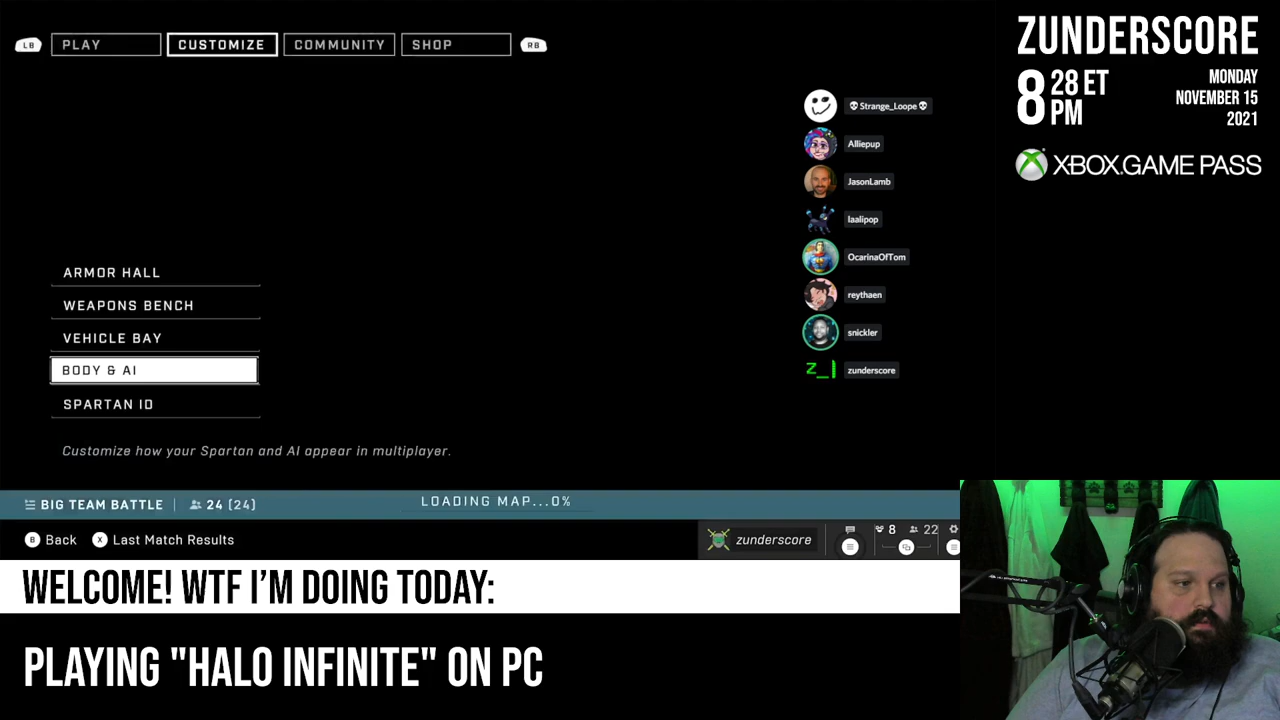 LB PLAY CUSTOMIZE COMMUNITY SHOP RB
ZUNDERSCORE
8 28 ET PM
MONDAY
NOVEMBER 15
2021
XBOX GAME PASS
Strange_Loope
Alliepup
JasonLamb
laalipop
OcarinaOfTom
reythaen
snickler
z_| zunderscore
ARMOR HALL
WEAPONS BENCH
VEHICLE BAY
BODY & AI
SPARTAN ID
Customize how your Spartan and AI appear in multiplayer.
BIG TEAM BATTLE 24 [24] LOADING MAP...0%
B Back X Last Match Results zunderscore 8 22
WELCOME! WTF I'M DOING TODAY:
PLAYING "HALO INFINITE" ON PC